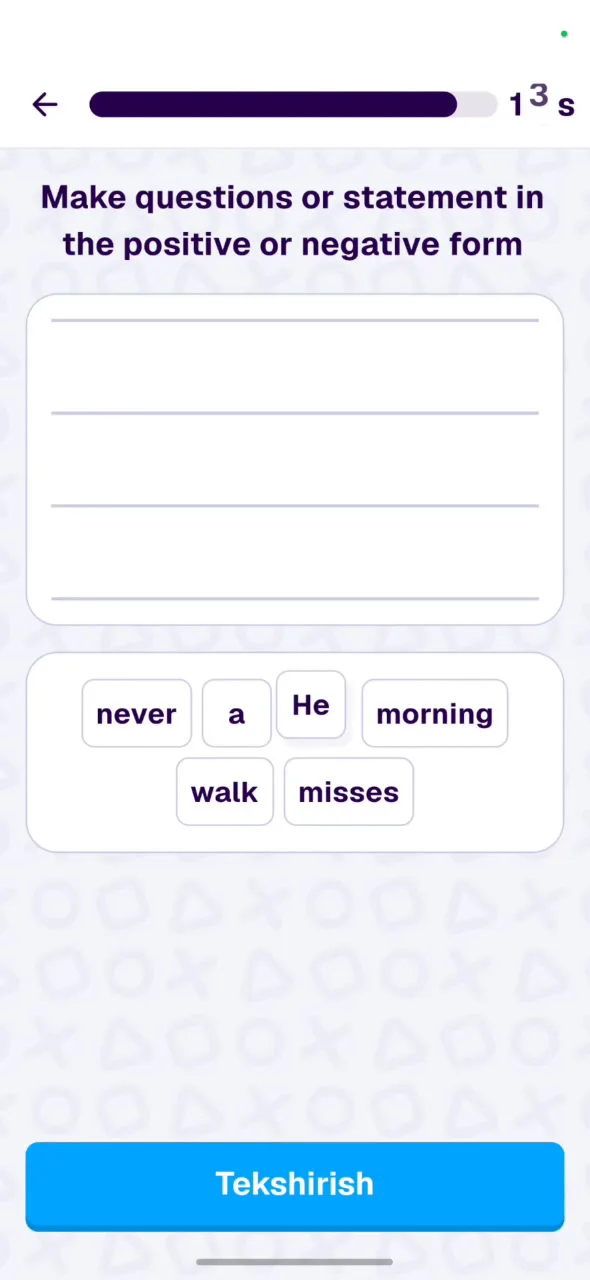 13 s
Make questions or statement in
the positive or negative form
never a He morning
walk misses
Tekshirish